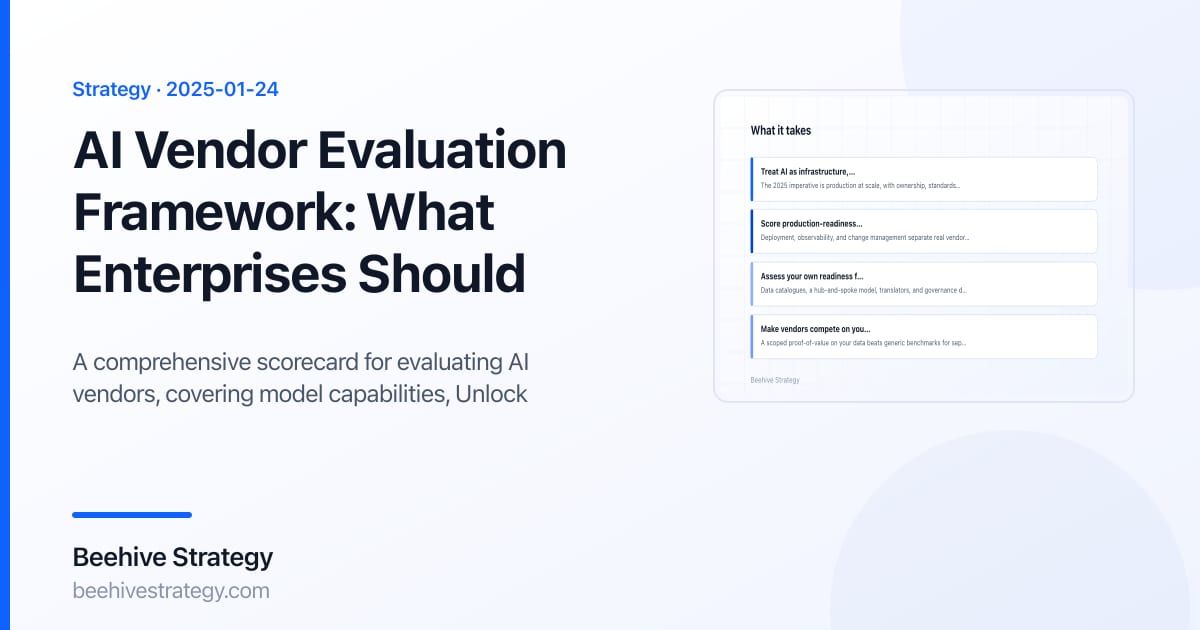 Strategy · 2025-01-24
AI Vendor Evaluation
Framework: What
Enterprises Should
A comprehensive scorecard for evaluating AI
vendors, covering model capabilities, Unlock
Beehive Strategy
beehivestrategy.com
What it takes
Treat AI as infrastructure,...
The 2025 imperative is production at scale, with ownership, standards...
Score production-readiness...
Deployment, observability, and change management separate real vendor...
Assess your own readiness f...
Data catalogues, a hub-and-spoke model, translators, and governance d...
Make vendors compete on you...
A scoped proof-of-value on your data beats generic benchmarks for sep...
Beehive Strategy